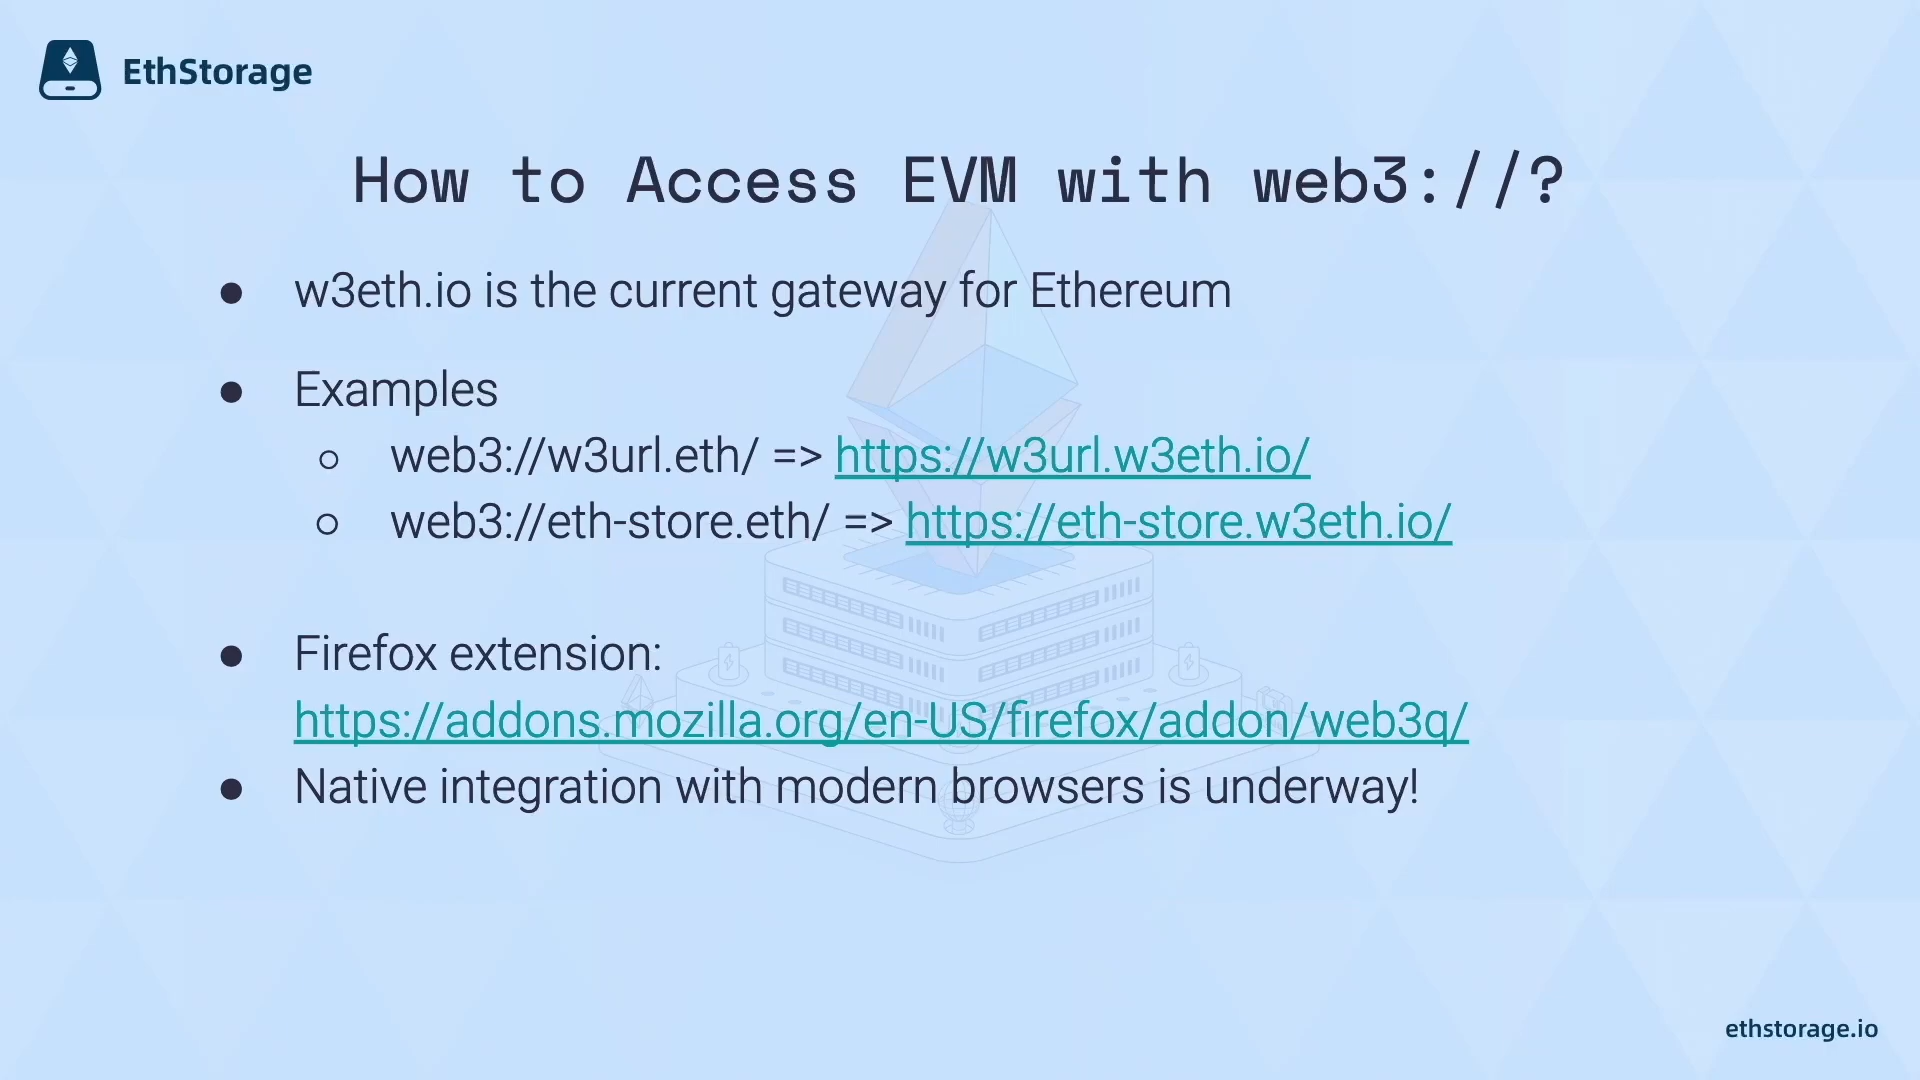 EthStorage
How to Access EVM with web3://?
● w3eth.io is the current gateway for Ethereum
● Examples
○ web3://w3url.eth/ => https://w3url.w3eth.io/
○ web3://eth-store.eth/ => https://eth-store.w3eth.io/
● Firefox extension:
https://addons.mozilla.org/en-US/firefox/addon/web3q/
● Native integration with modern browsers is underway!
ethstorage.io